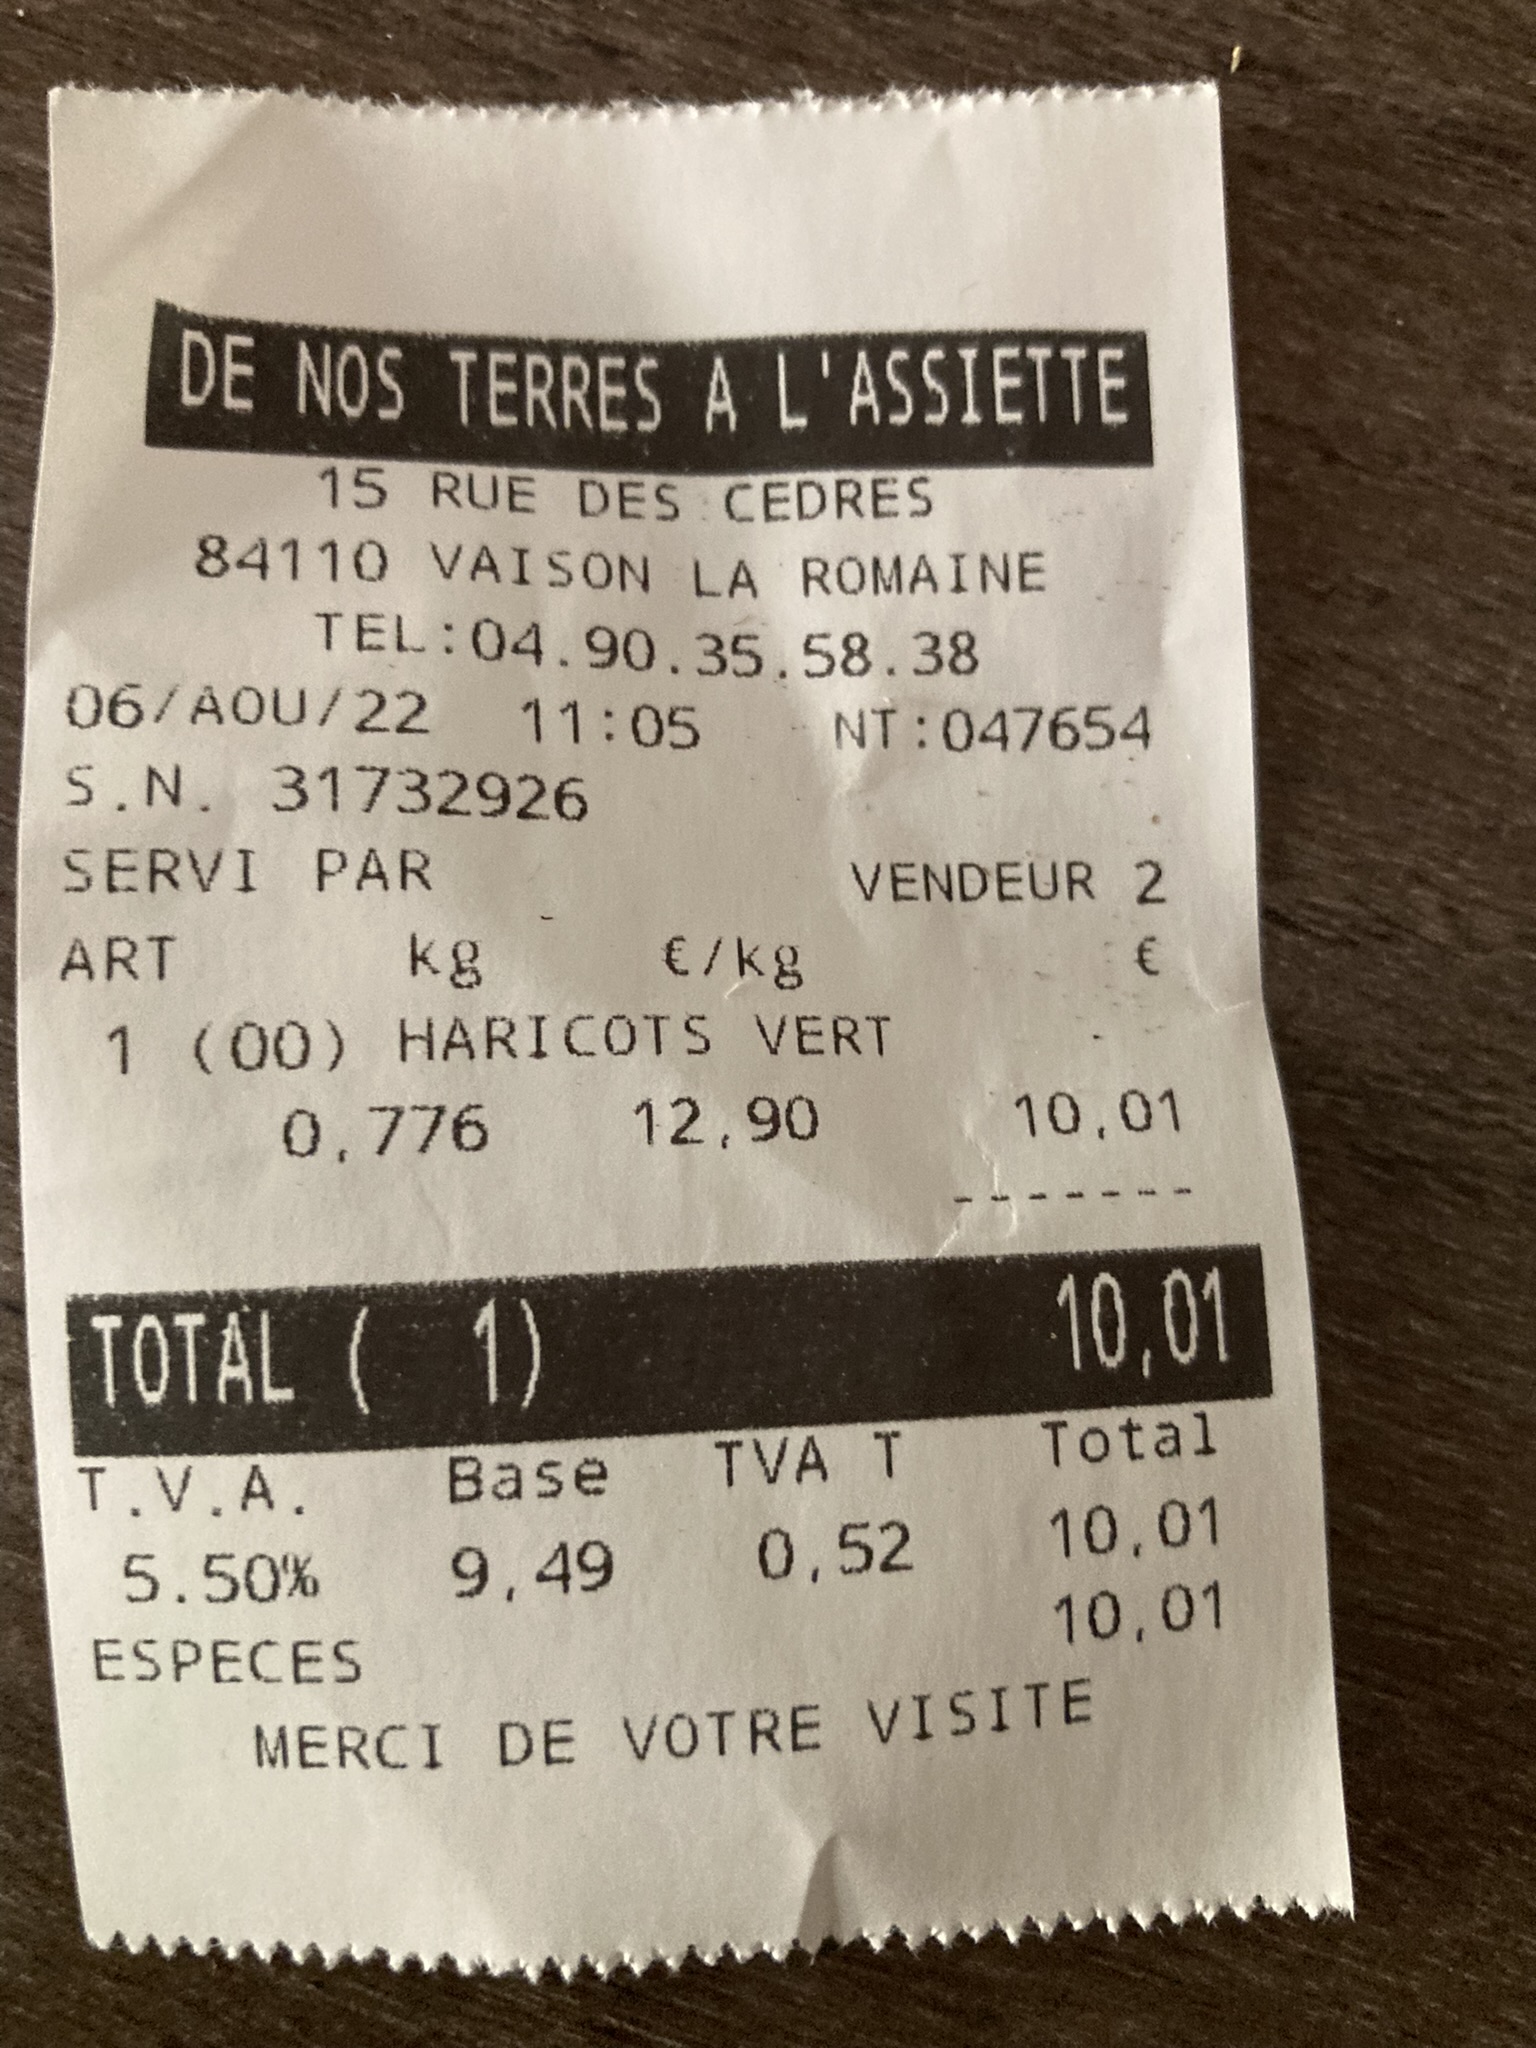 DE NOS TERRES A L'ASSIETTE
15 RUE DES CEDRES
84110 VAISON LA ROMAINE
TEL:04.90.35.58.38
06/AOU/22 11:05 NT:047654
S.N. 31732926
SERVI PAR VENDEUR 2
ART kg €/kg €
1 (00) HARICOTS VERT
0,776 12,90 10,01
-------
TOTAL ( 1) 10,01
T.V.A. Base TVA T Total
5.50% 9,49 0,52 10,01
ESPECES 10,01
MERCI DE VOTRE VISITE